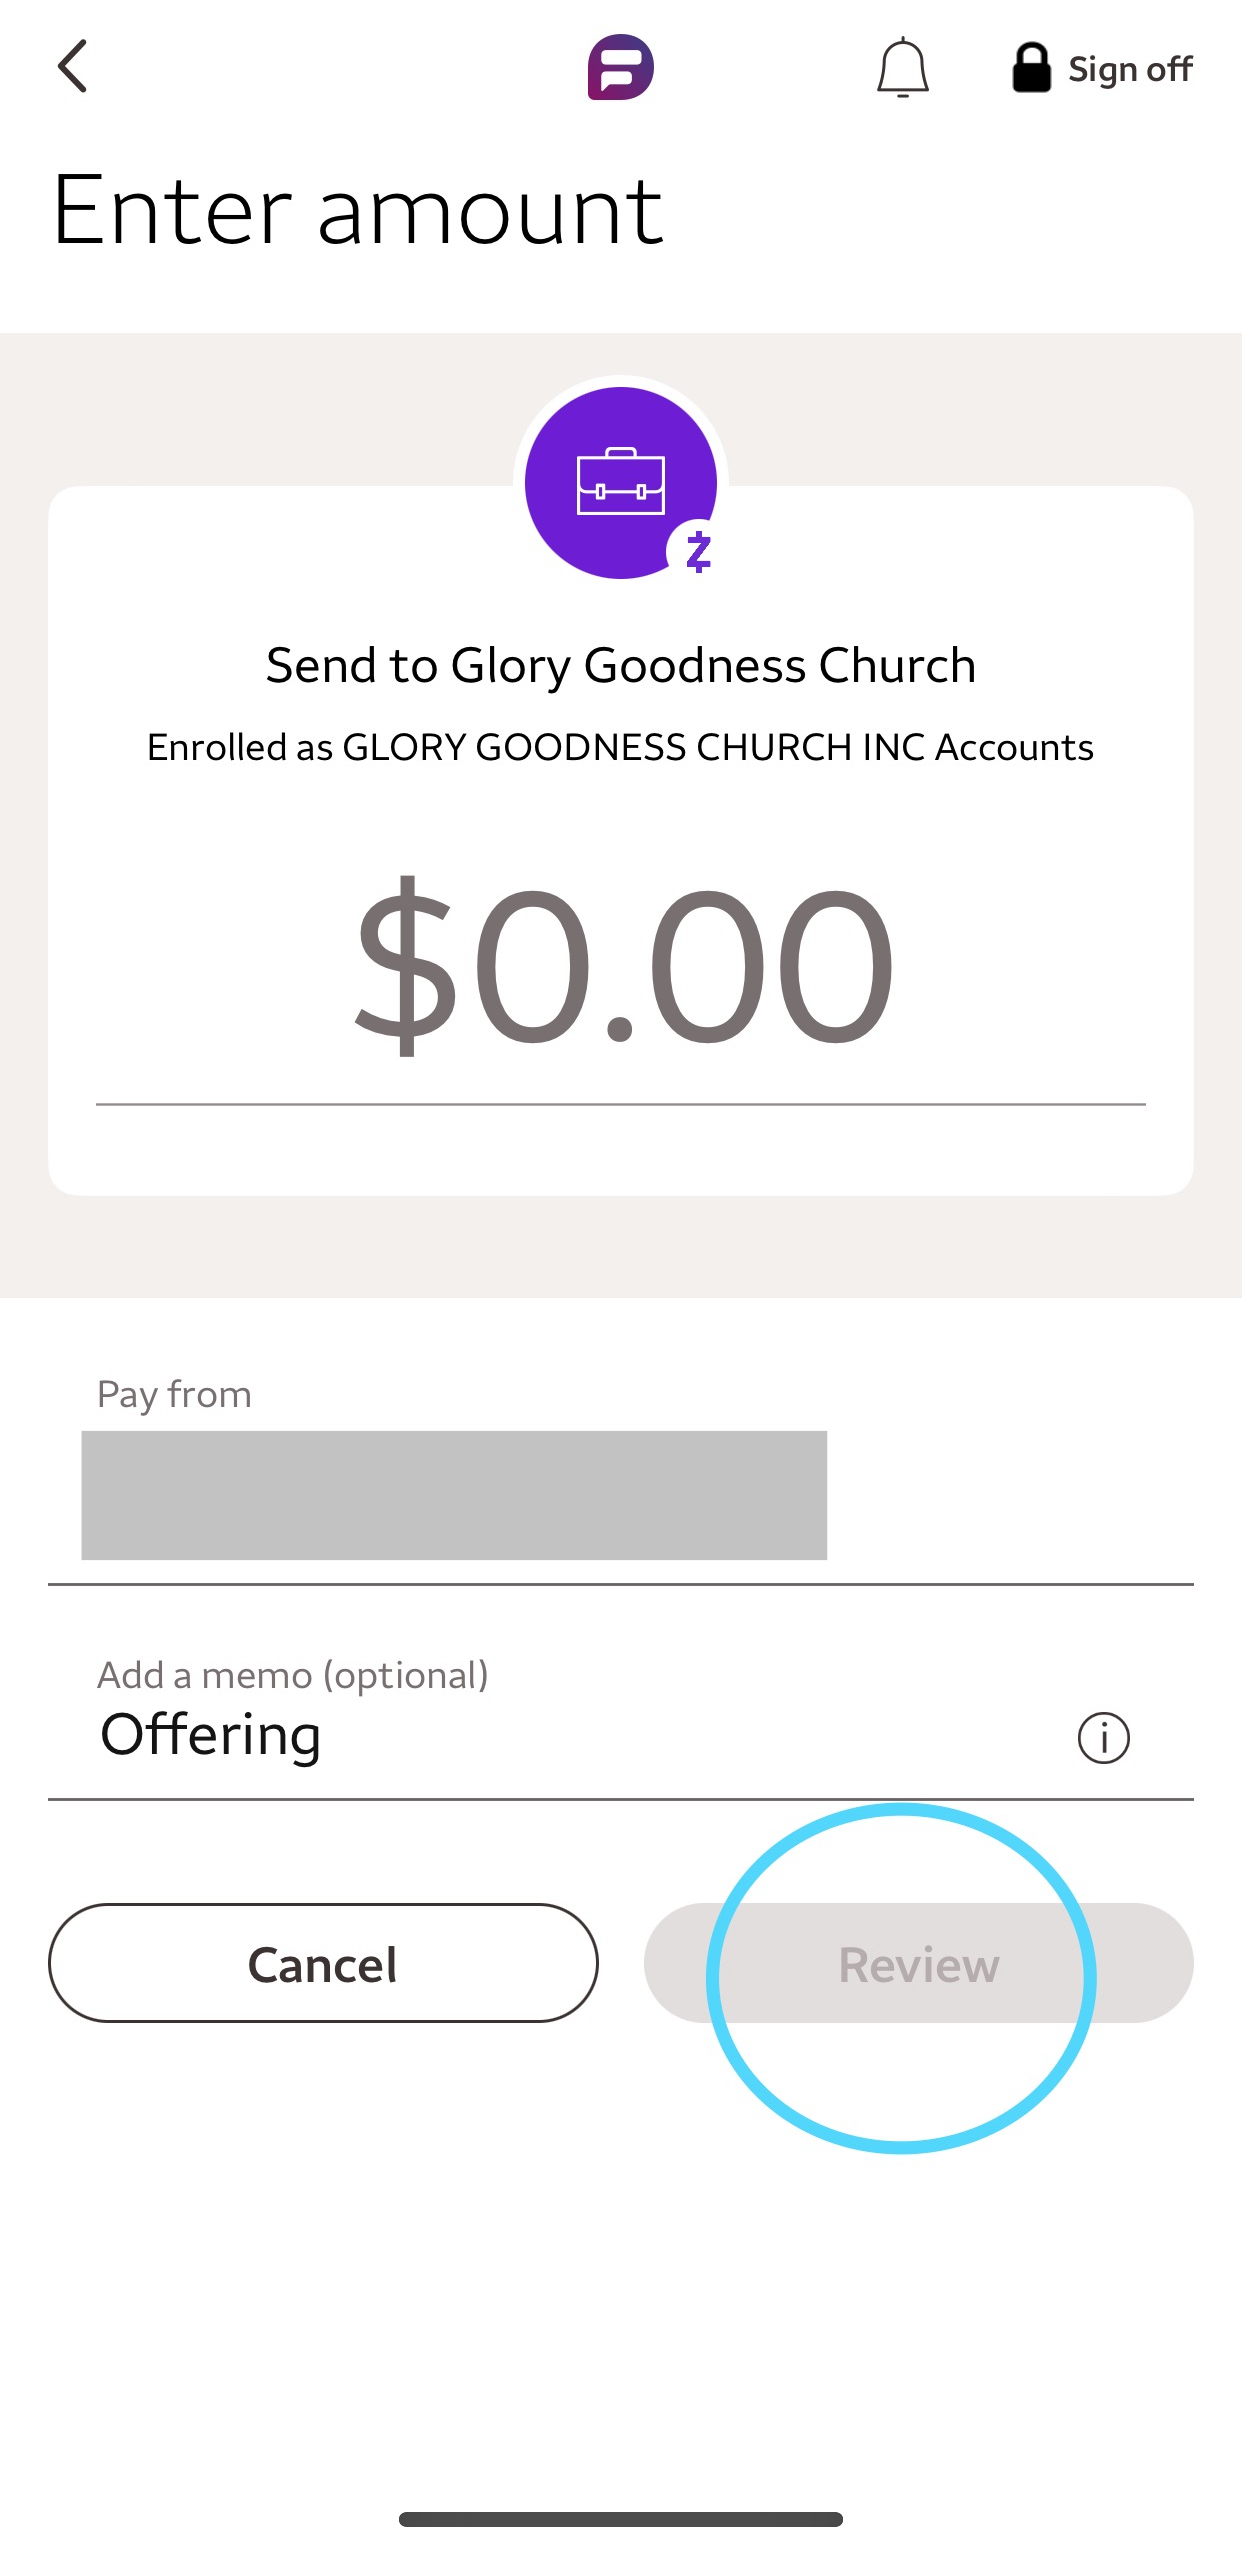 Sign off
Enter amount
Send to Glory Goodness Church
Enrolled as GLORY GOODNESS CHURCH INC Accounts
$0.00
Pay from
Add a memo (optional)
Offering
Cancel
Review